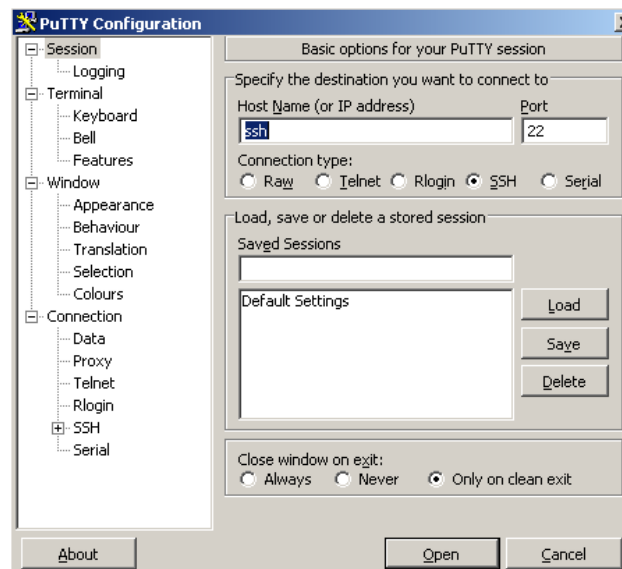 PuTTY Configuration
Session
Logging
Terminal
Keyboard
Bell
Features
Window
Appearance
Behaviour
Translation
Selection
Colours
Connection
Data
Proxy
Telnet
Rlogin
SSH
Serial
Basic options for your PuTTY session
Specify the destination you want to connect to
Host Name (or IP address) Port
ssh 22
Connection type:
Raw Telnet Rlogin SSH Serial
Load, save or delete a stored session
Saved Sessions
Default Settings
Load
Save
Delete
Close window on exit:
Always Never Only on clean exit
About Open Cancel